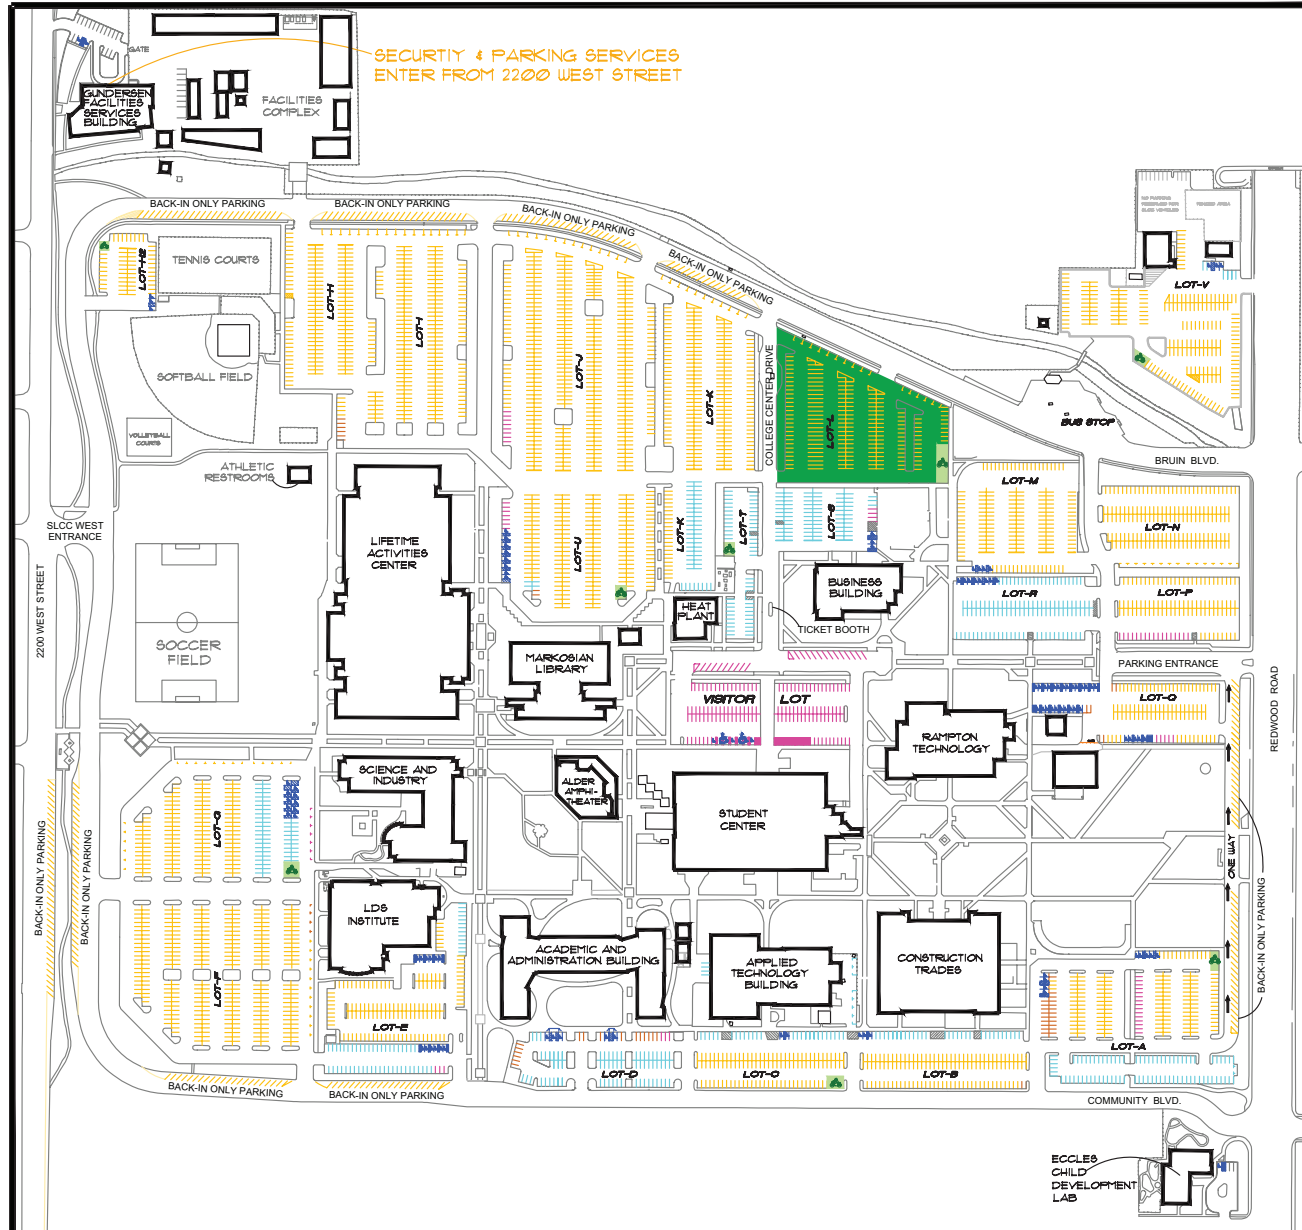 SECURTIY & PARKING SERVICES
ENTER FROM 2200 WEST STREET
GATE
GUNDERSEN
FACILITIES
SERVICES
BUILDING
FACILITIES
COMPLEX
BACK-IN ONLY PARKING
BACK-IN ONLY PARKING
BACK-IN ONLY PARKING
BACK-IN ONLY PARKING
LOT-H2
TENNIS COURTS
LOT-H
LOT-I
LOT-J
LOT-K
COLLEGE CENTER DRIVE
LOT-L
LOT-V
BUS STOP
SOFTBALL FIELD
VOLLEYBALL
COURTS
ATHLETIC
RESTROOMS
BRUIN BLVD.
LOT-M
LOT-N
SLCC WEST
ENTRANCE
2200 WEST STREET
LIFETIME
ACTIVITIES
CENTER
LOT-U
LOT-K
LOT-T
LOT-S
BUSINESS
BUILDING
LOT-R
LOT-P
HEAT
PLANT
TICKET BOOTH
SOCCER
FIELD
MARKOSIAN
LIBRARY
PARKING ENTRANCE
REDWOOD ROAD
VISITOR LOT
LOT-Q
RAMPTON
TECHNOLOGY
SCIENCE AND
INDUSTRY
ALDER
AMPHI-
THEATER
STUDENT
CENTER
LOT-G
ONE WAY
BACK-IN ONLY PARKING
BACK-IN ONLY PARKING
BACK-IN ONLY PARKING
LDS
INSTITUTE
ACADEMIC AND
ADMINISTRATION BUILDING
APPLIED
TECHNOLOGY
BUILDING
CONSTRUCTION
TRADES
LOT-F
LOT-E
LOT-D
LOT-C
LOT-B
LOT-A
BACK-IN ONLY PARKING
BACK-IN ONLY PARKING
COMMUNITY BLVD.
ECCLES
CHILD
DEVELOPMENT
LAB